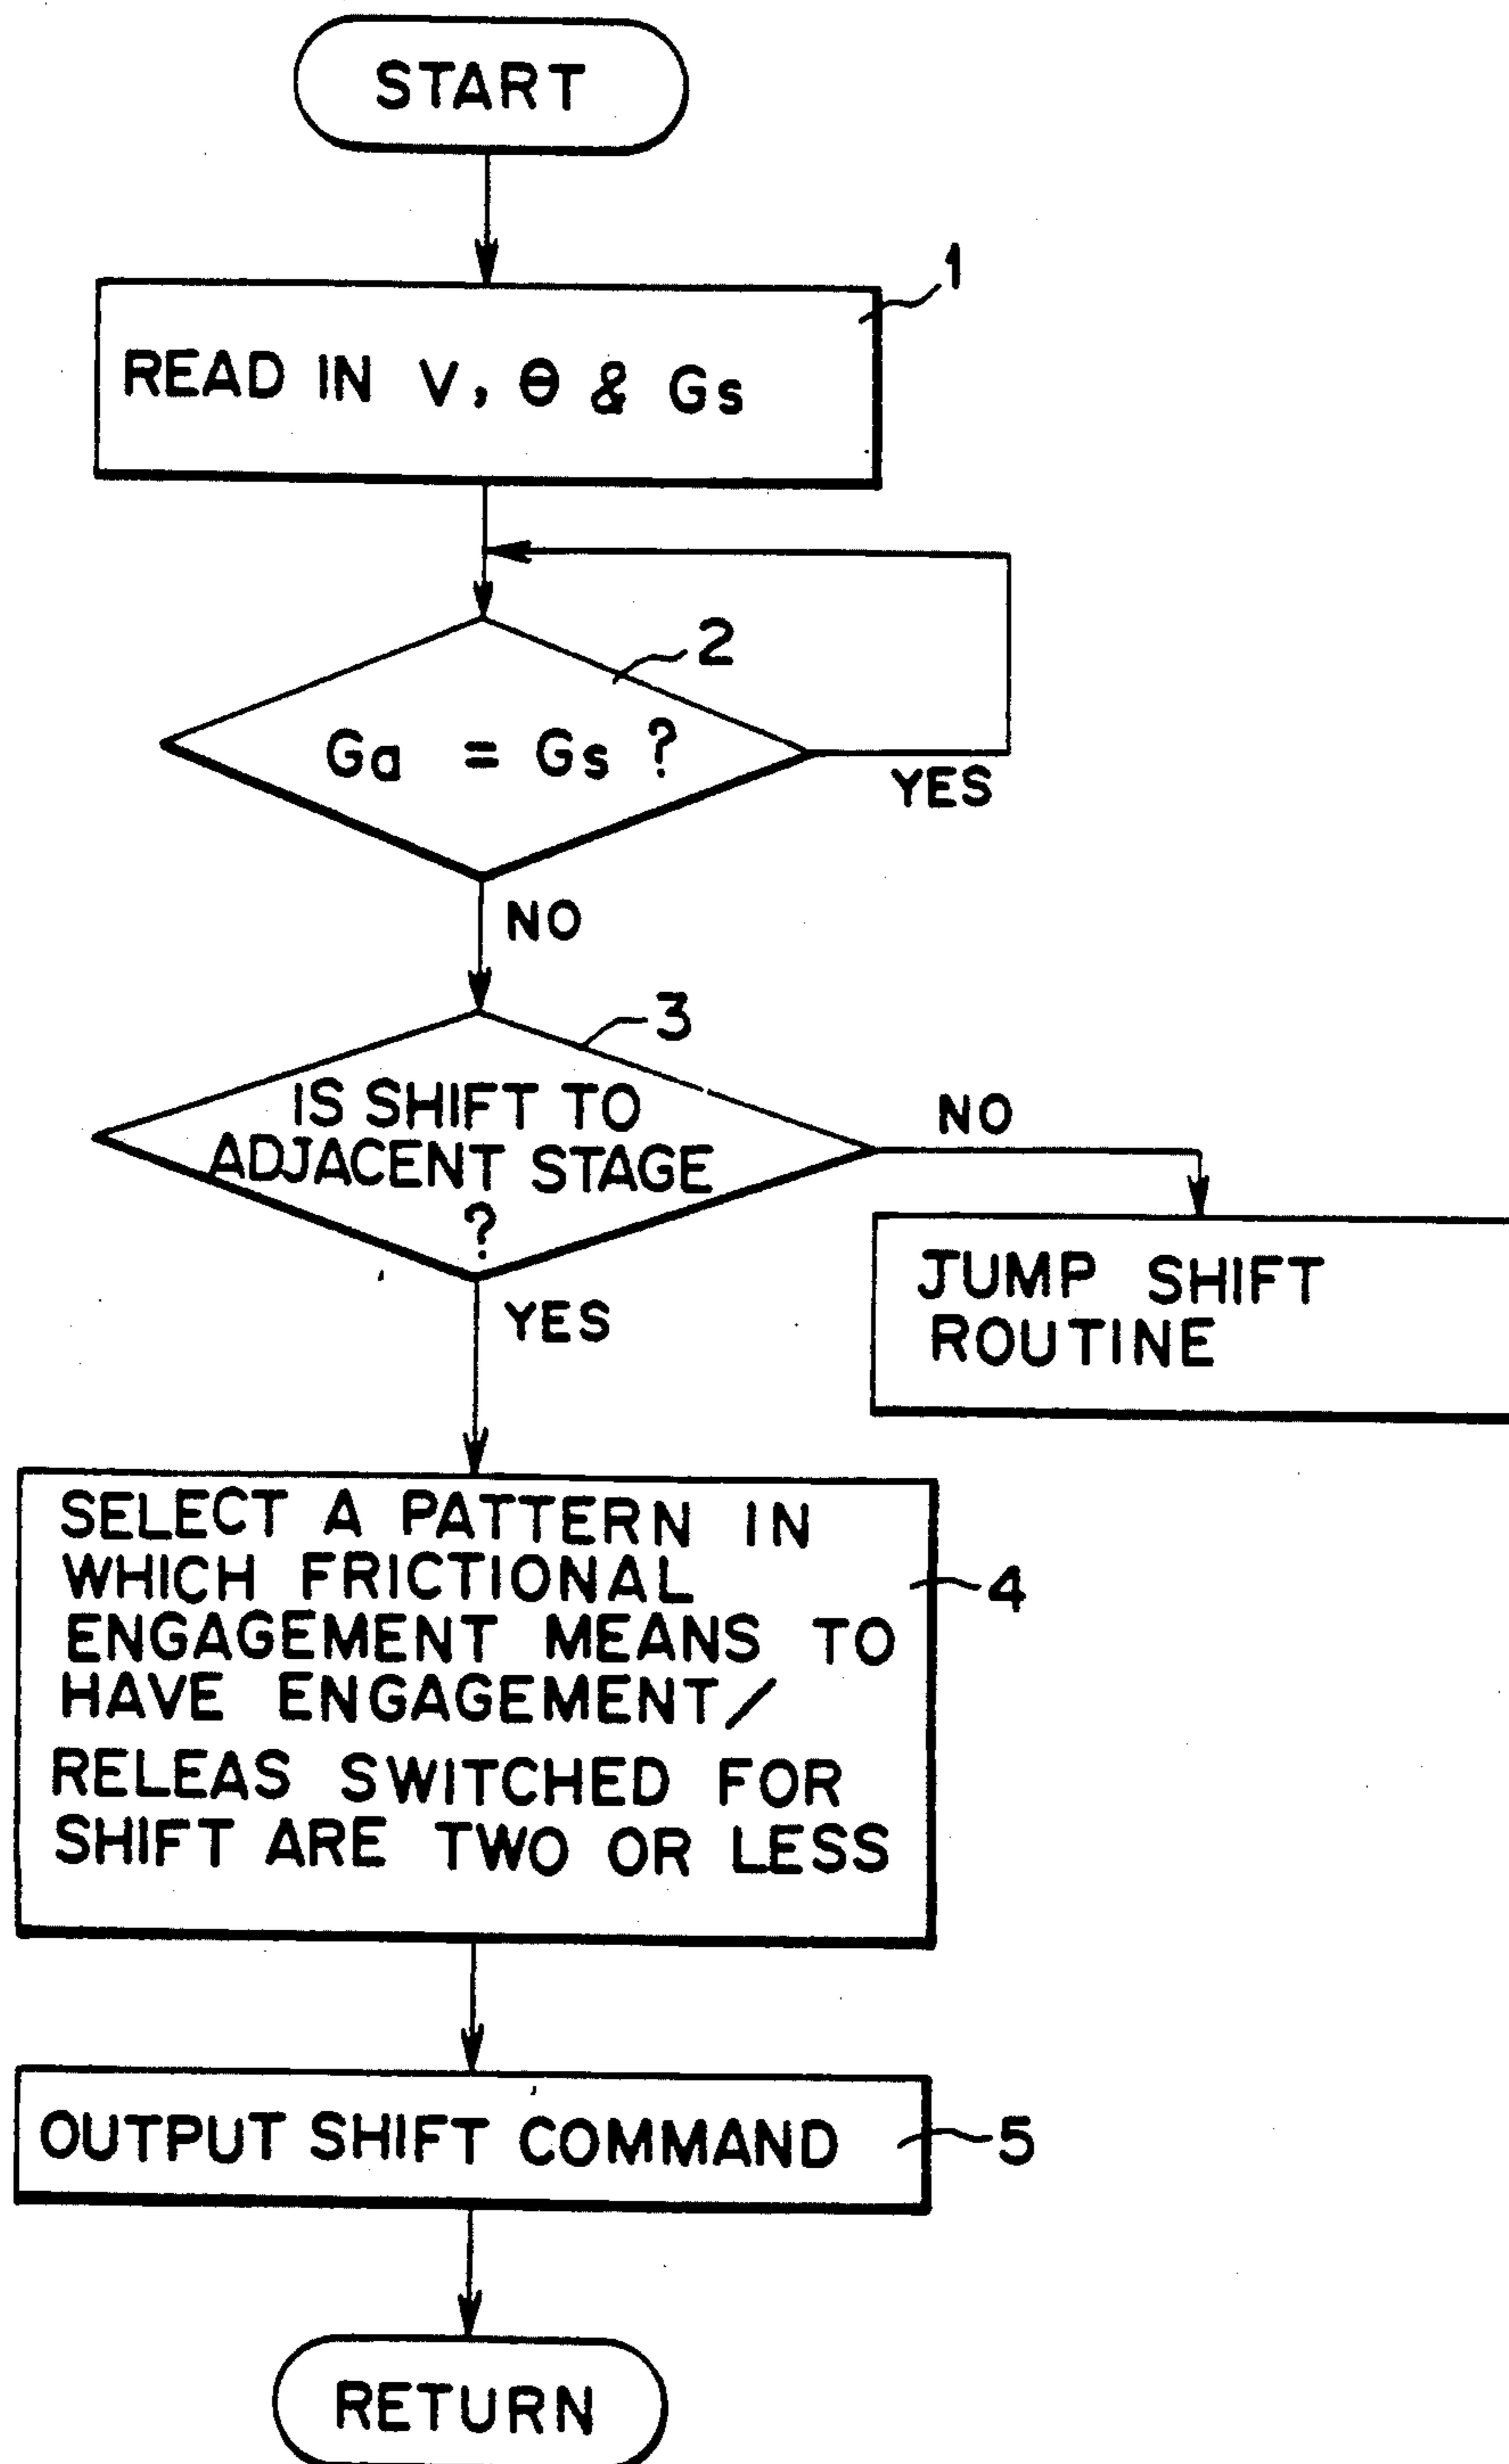 START
1
READ IN V, Θ & Gs
2
Ga = Gs ?
YES
NO
3
IS SHIFT TO
ADJACENT STAGE
?
NO
JUMP SHIFT
ROUTINE
YES
SELECT A PATTERN IN
WHICH FRICTIONAL
ENGAGEMENT MEANS TO
HAVE ENGAGEMENT/
RELEAS SWITCHED FOR
SHIFT ARE TWO OR LESS
4
OUTPUT SHIFT COMMAND
5
RETURN